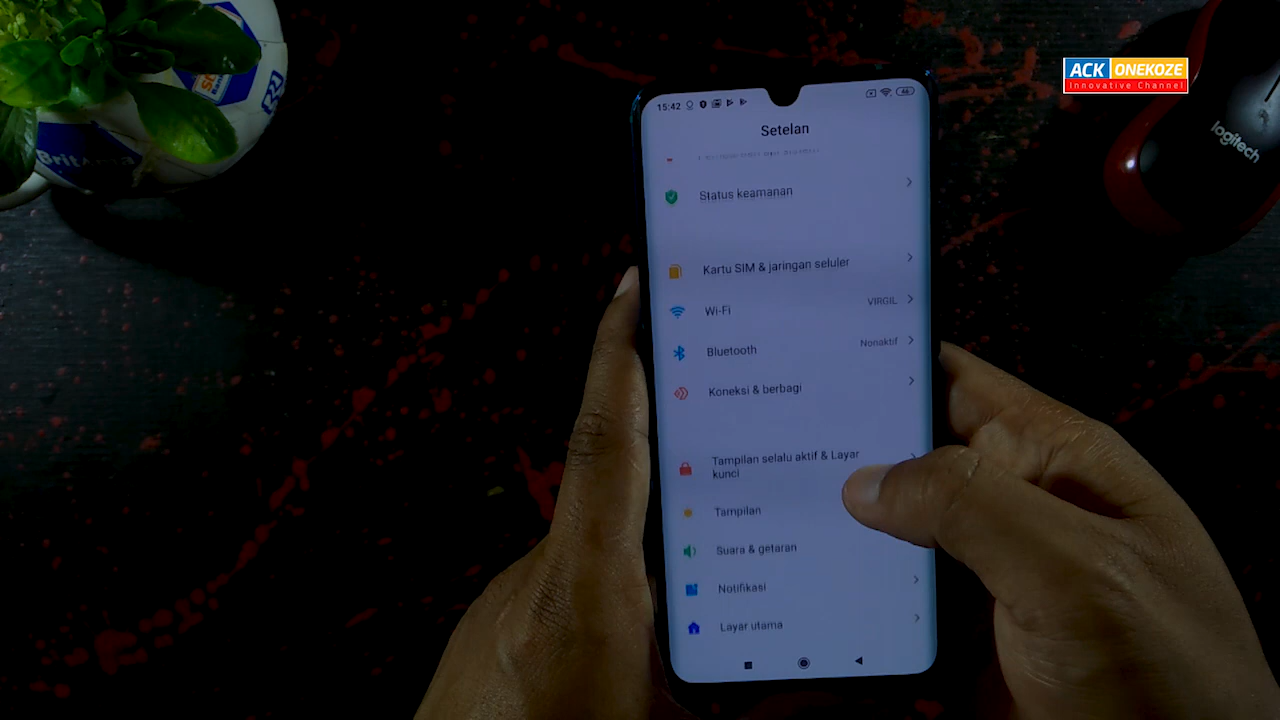 ACK ONEKOZE
Innovative Channel
logitech
15.42
Setelan
Status keamanan
Kartu SIM & jaringan seluler
Wi-Fi
VIRGIL
Bluetooth
Nonaktif
Koneksi & berbagi
Tampilan selalu aktif & Layar
kunci
Tampilan
Suara & getaran
Notifikasi
Layar utama